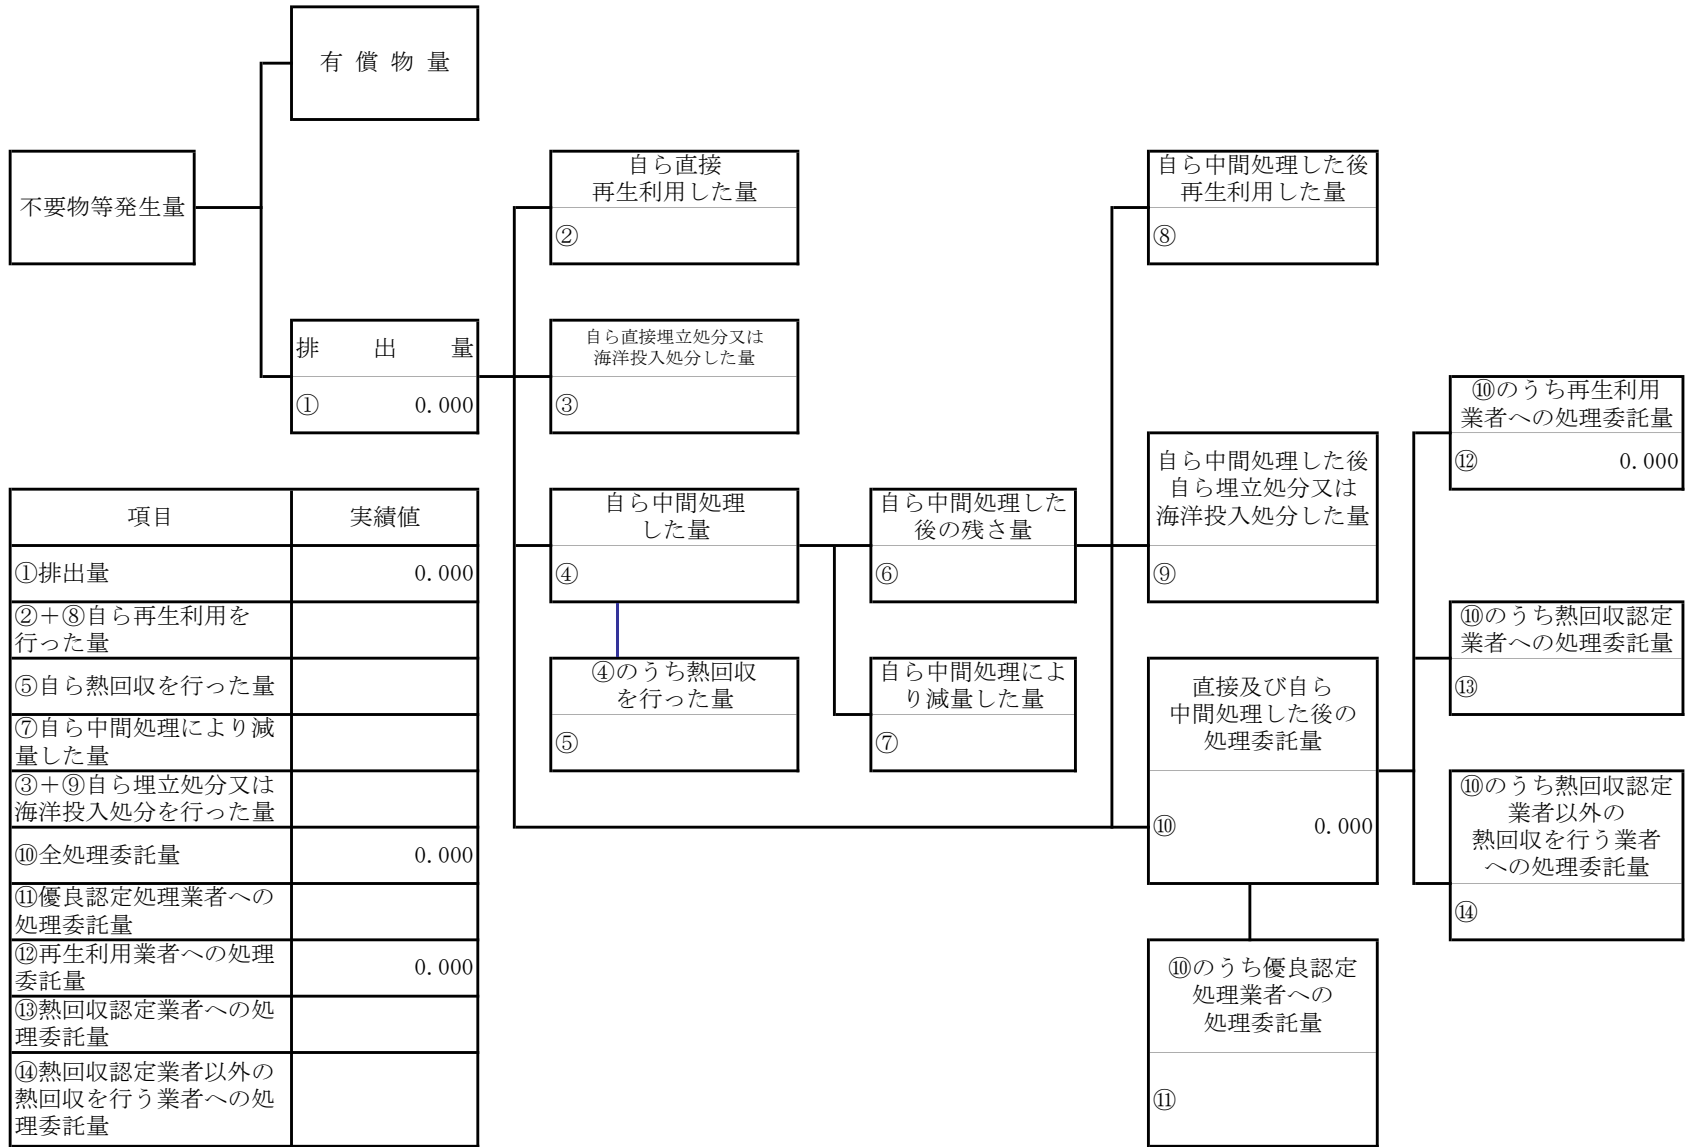 有償物量
不要物等発生量
自ら直接
再生利用した量
②
自ら中間処理した後
再生利用した量
⑧
排出量
① 0.000
自ら直接埋立処分又は
海洋投入処分した量
③
⑩のうち再生利用
業者への処理委託量
⑫ 0.000
自ら中間処理した後
自ら埋立処分又は
海洋投入処分した量
⑨
自ら中間処理
した量
④
自ら中間処理した
後の残さ量
⑥
⑩のうち熱回収認定
業者への処理委託量
⑬
④のうち熱回収
を行った量
⑤
自ら中間処理によ
り減量した量
⑦
直接及び自ら
中間処理した後の
処理委託量
⑩ 0.000
⑩のうち熱回収認定
業者以外の
熱回収を行う業者
への処理委託量
⑭
⑩のうち優良認定
処理業者への
処理委託量
⑪
項目 実績値
①排出量 0.000
②＋⑧自ら再生利用を
行った量
⑤自ら熱回収を行った量
⑦自ら中間処理により減
量した量
③＋⑨自ら埋立処分又は
海洋投入処分を行った量
⑩全処理委託量 0.000
⑪優良認定処理業者への
処理委託量
⑫再生利用業者への処理
委託量 0.000
⑬熱回収認定業者への処
理委託量
⑭熱回収認定業者以外の
熱回収を行う業者への処
理委託量